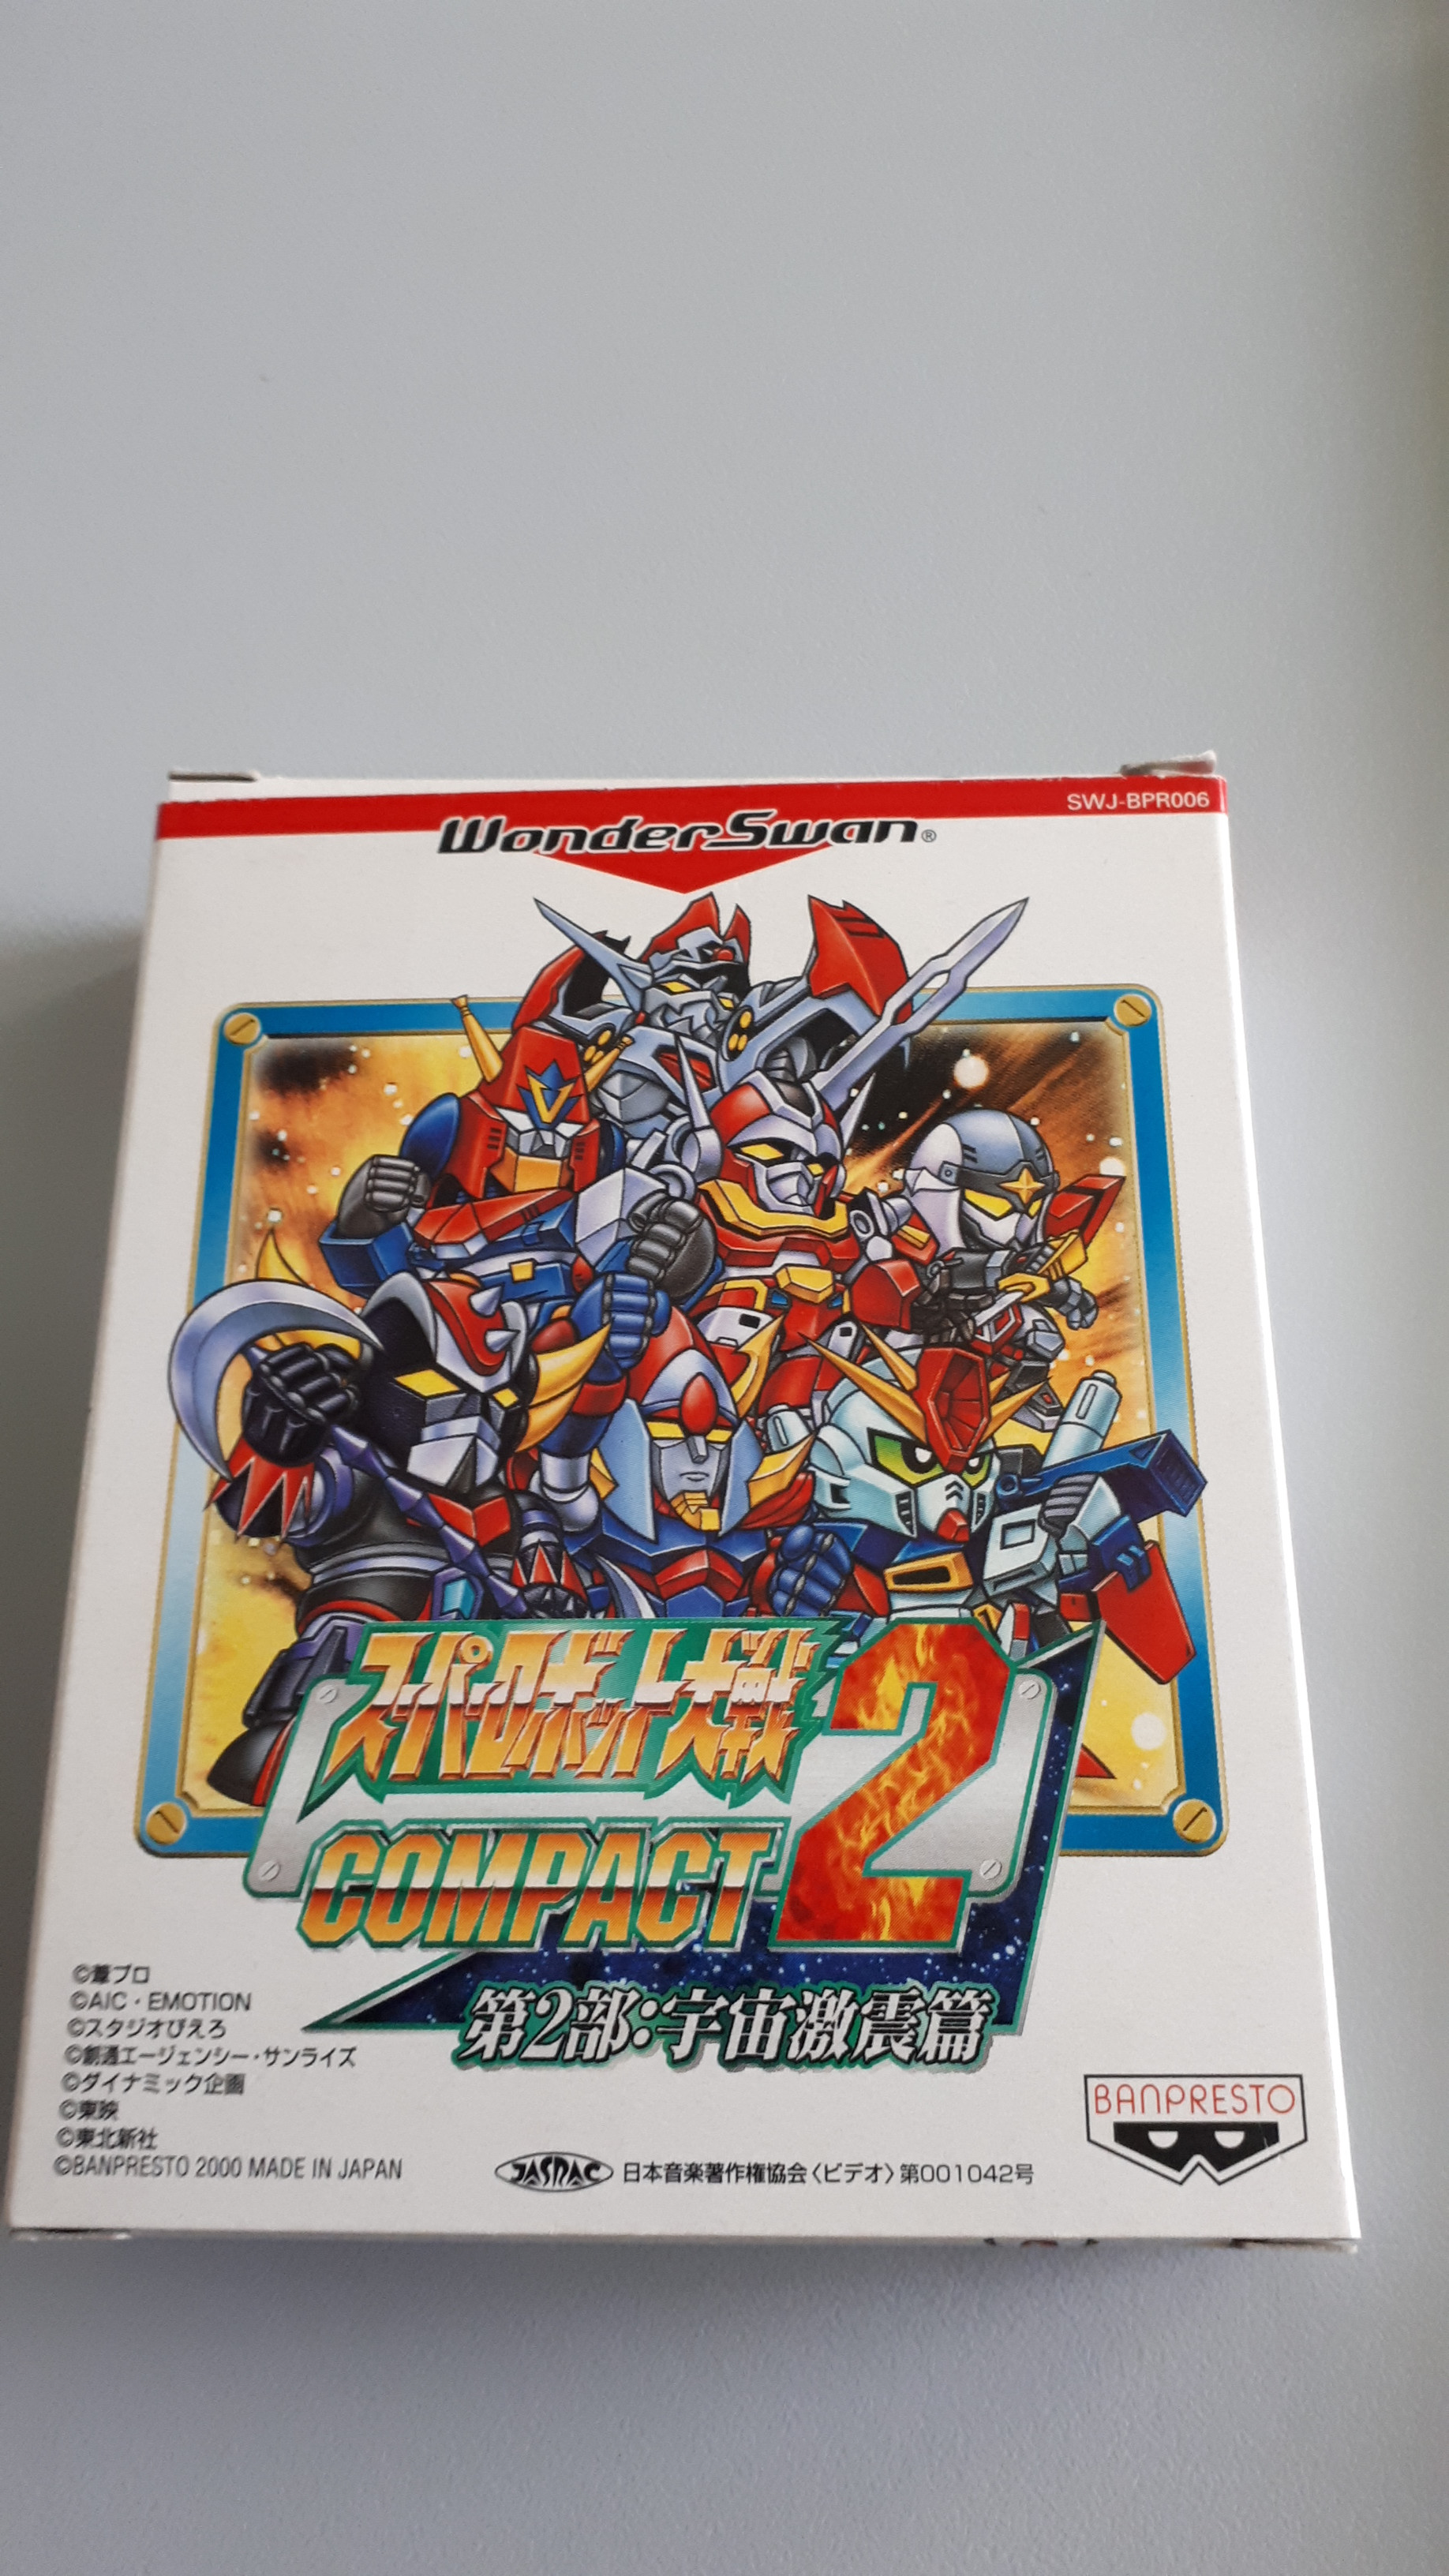 SWJ-BPR006
WonderSwan®
スーパーロボット大戦
COMPACT 2
第2部:宇宙激震篇
©葦プロ
©AIC・EMOTION
©スタジオぴえろ
©創通エージェンシー・サンライズ
©ダイナミック企画
©東映
©東北新社
©BANPRESTO 2000 MADE IN JAPAN
JASRAC 日本音楽著作権協会〈ビデオ〉第001042号
BANPRESTO